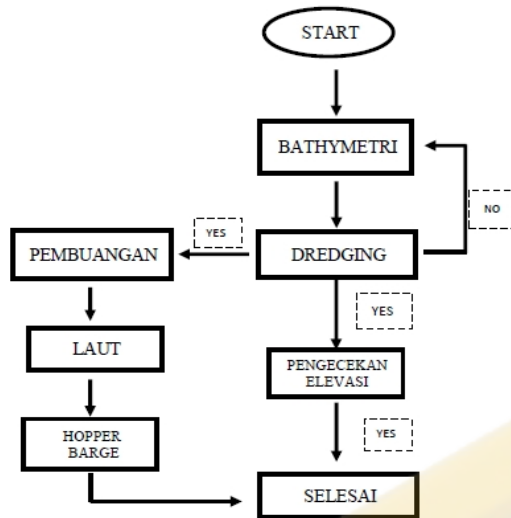 START
BATHYMETRI
NO
YES
PEMBUANGAN
DREDGING
YES
LAUT
PENGECEKAN
ELEVASI
HOPPER
BARGE
YES
SELESAI